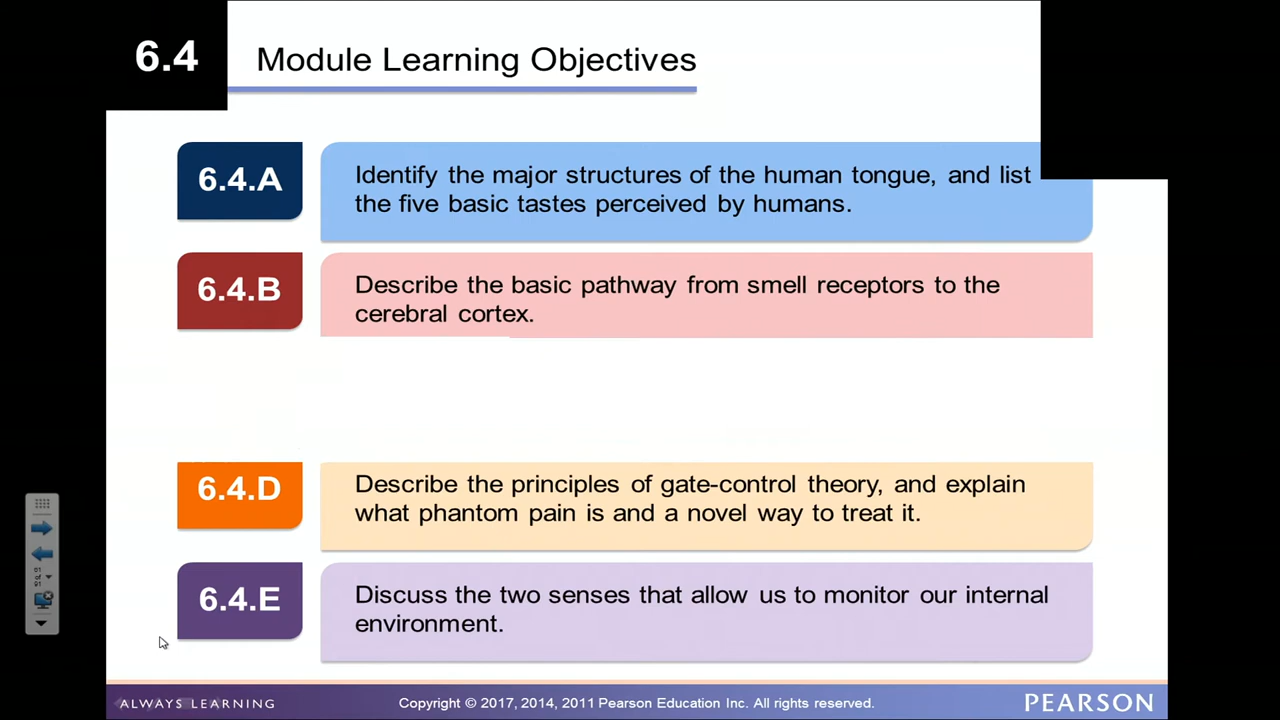 6.4
Module Learning Objectives
6.4.A
Identify the major structures of the human tongue, and list
the five basic tastes perceived by humans.
6.4.B
Describe the basic pathway from smell receptors to the
cerebral cortex.
6.4.D
Describe the principles of gate-control theory, and explain
what phantom pain is and a novel way to treat it.
6.4.E
Discuss the two senses that allow us to monitor our internal
environment.
ALWAYS LEARNING
Copyright © 2017, 2014, 2011 Pearson Education Inc. All rights reserved.
PEARSON